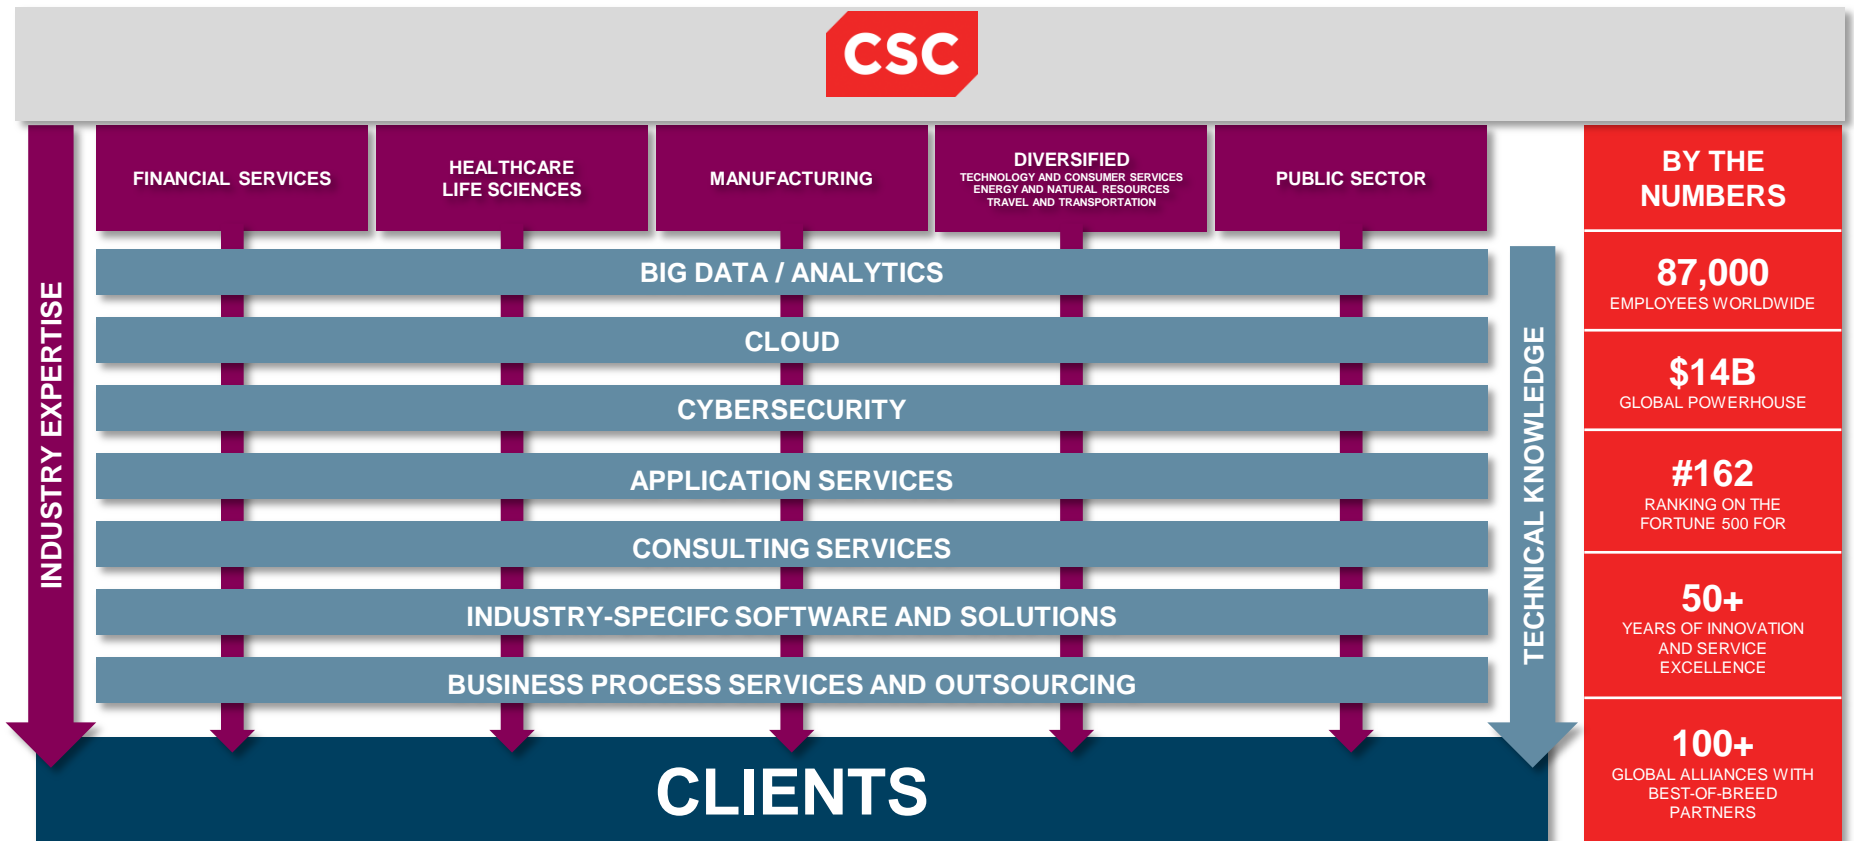 CSC
FINANCIAL SERVICES
HEALTHCARE
LIFE SCIENCES
MANUFACTURING
DIVERSIFIED
TECHNOLOGY AND CONSUMER SERVICES
ENERGY AND NATURAL RESOURCES
TRAVEL AND TRANSPORTATION
PUBLIC SECTOR
INDUSTRY EXPERTISE
BIG DATA / ANALYTICS
CLOUD
CYBERSECURITY
APPLICATION SERVICES
CONSULTING SERVICES
INDUSTRY-SPECIFC SOFTWARE AND SOLUTIONS
BUSINESS PROCESS SERVICES AND OUTSOURCING
TECHNICAL KNOWLEDGE
CLIENTS
BY THE
NUMBERS
87,000
EMPLOYEES WORLDWIDE
$14B
GLOBAL POWERHOUSE
#162
RANKING ON THE
FORTUNE 500 FOR
50+
YEARS OF INNOVATION
AND SERVICE
EXCELLENCE
100+
GLOBAL ALLIANCES WITH
BEST-OF-BREED
PARTNERS